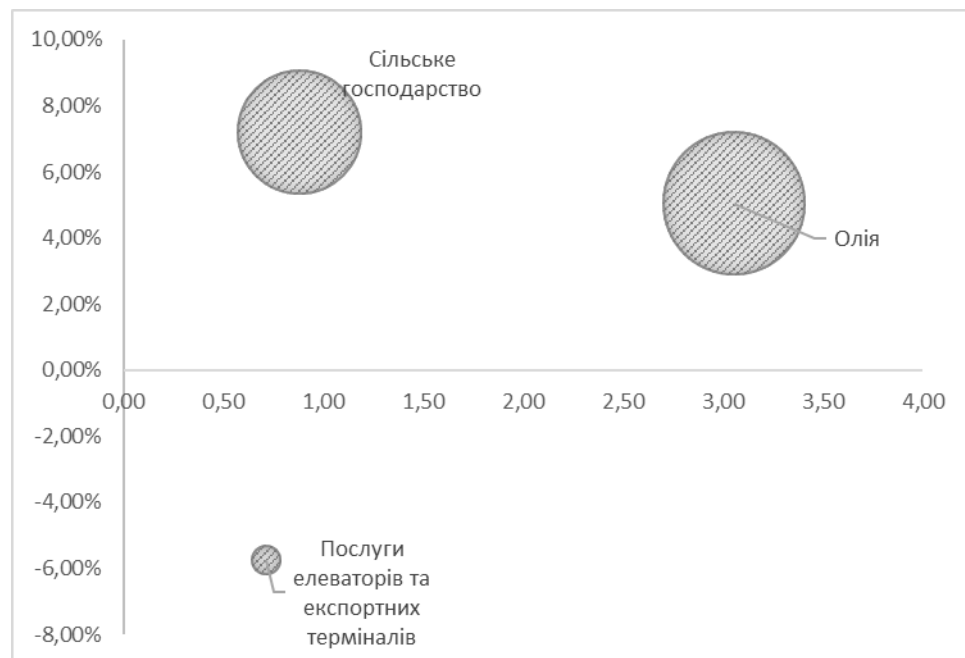 10,00%
Сільське
господарство
8,00%
6,00%
4,00%
Олія
2,00%
0,00%
0,00 0,50 1,00 1,50 2,00 2,50 3,00 3,50 4,00
-2,00%
-4,00%
-6,00%
-8,00%
Послуги
елеваторів та
експортних
терміналів